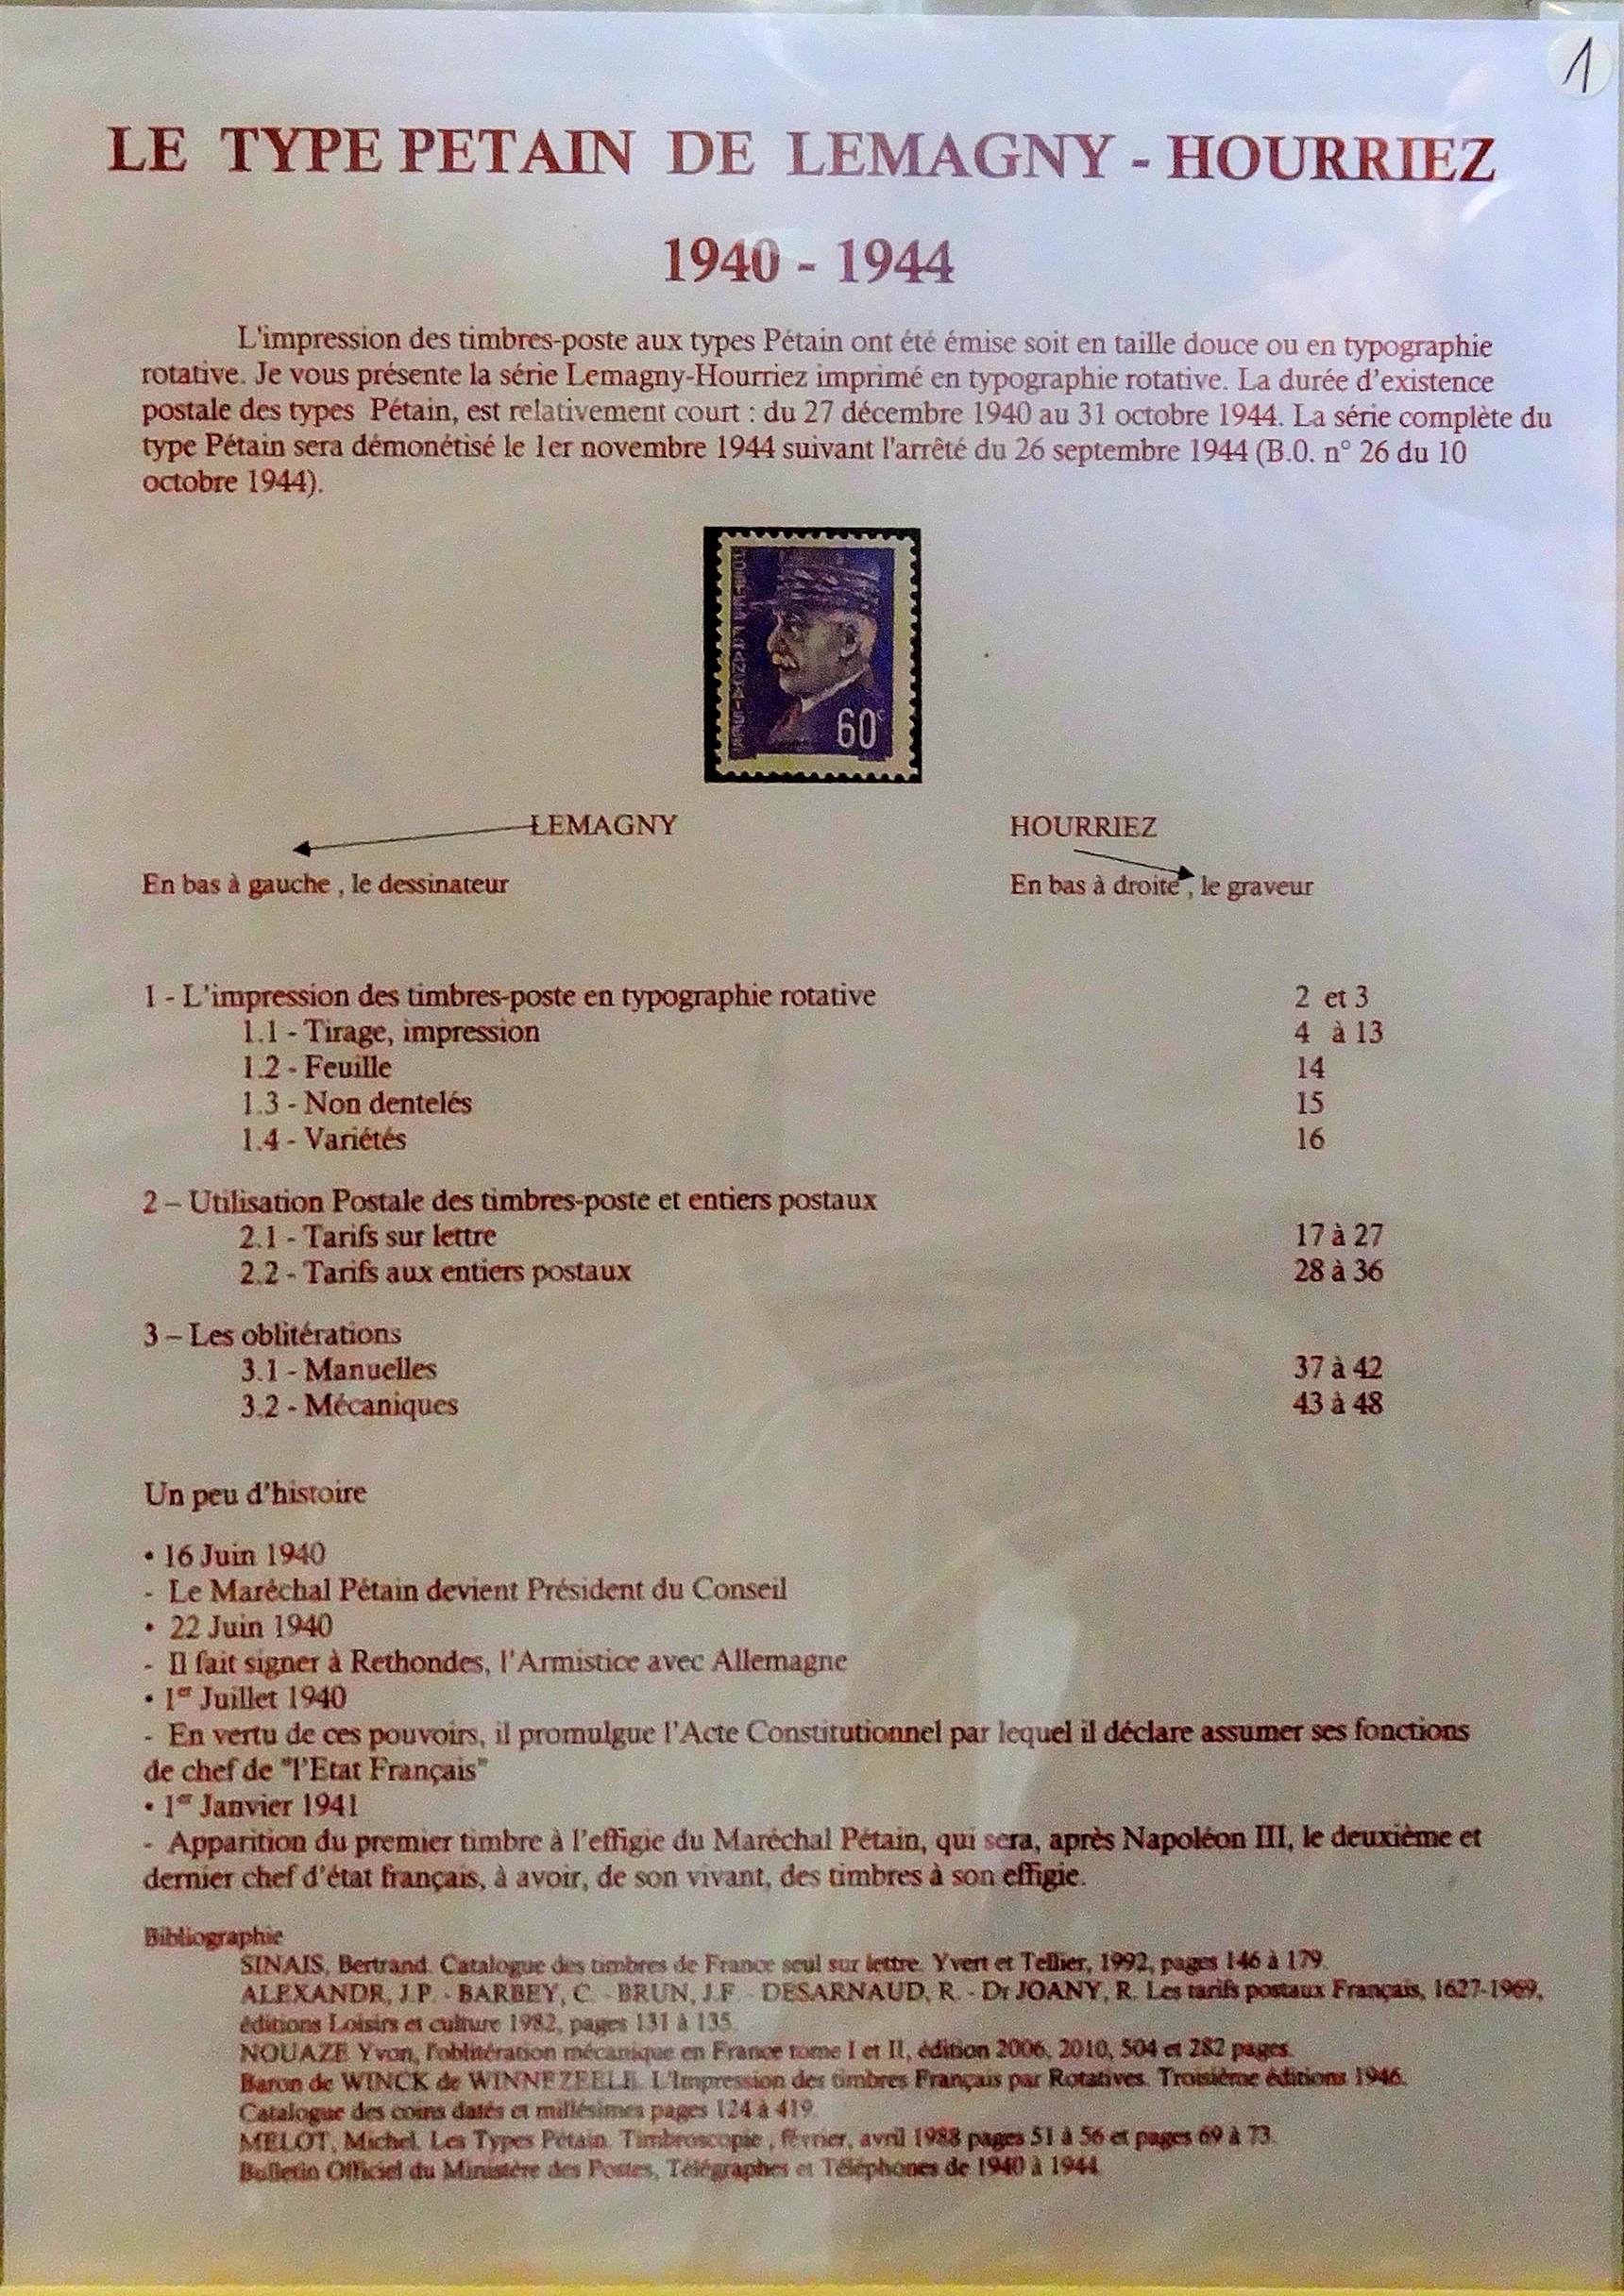 1
LE TYPE PETAIN DE LEMAGNY - HOURRIEZ
1940 - 1944
L'impression des timbres-poste aux types Pétain ont été émise soit en taille douce ou en typographie
rotative. Je vous présente la série Lemagny-Hourriez imprimé en typographie rotative. La durée d'existence
postale des types Pétain, est relativement court : du 27 décembre 1940 au 31 octobre 1944. La série complète du
type Pétain sera démonétisé le 1er novembre 1944 suivant l'arrêté du 26 septembre 1944 (B.0. n° 26 du 10
octobre 1944).
60c
LEMAGNY HOURRIEZ
En bas à gauche , le dessinateur En bas à droite , le graveur
1 - L'impression des timbres-poste en typographie rotative 2 et 3
1.1 - Tirage, impression 4 à 13
1.2 - Feuille 14
1.3 - Non dentelés 15
1.4 - Variétés 16
2 – Utilisation Postale des timbres-poste et entiers postaux
2.1 - Tarifs sur lettre 17 à 27
2.2 - Tarifs aux entiers postaux 28 à 36
3 – Les oblitérations
3.1 - Manuelles 37 à 42
3.2 - Mécaniques 43 à 48
Un peu d'histoire
• 16 Juin 1940
- Le Maréchal Pétain devient Président du Conseil
• 22 Juin 1940
- Il fait signer à Rethondes, l'Armistice avec Allemagne
• 1er Juillet 1940
- En vertu de ces pouvoirs, il promulgue l'Acte Constitutionnel par lequel il déclare assumer ses fonctions
de chef de "l'Etat Français"
• 1er Janvier 1941
- Apparition du premier timbre à l'effigie du Maréchal Pétain, qui sera, après Napoléon III, le deuxième et
dernier chef d'état français, à avoir, de son vivant, des timbres à son effigie.
Bibliographie
SINAIS, Bertrand. Catalogue des timbres de France seul sur lettre. Yvert et Tellier, 1992, pages 146 à 179.
ALEXANDR, J.P. - BARBEY, C. - BRUN, J.F. - DESARNAUD, R. - Dr JOANY, R. Les tarifs postaux Français, 1627-1969,
éditions Loisirs et culture 1982, pages 131 à 135.
NOUAZE Yvon, l'oblitération mécanique en France tome I et II, édition 2006, 2010, 504 et 282 pages.
Baron de WINCK de WINNEZEELE. L'Impression des timbres Français par Rotatives. Troisième éditions 1946.
Catalogue des coins datés et millésimes pages 124 à 419.
MELOT, Michel. Les Types Pétain. Timbroscopie , février, avril 1988 pages 51 à 56 et pages 69 à 73.
Bulletin Officiel du Ministère des Postes, Télégraphes et Téléphones de 1940 à 1944.